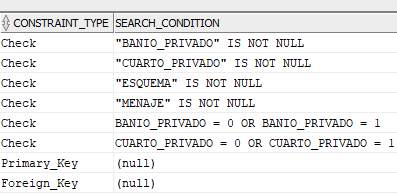 CONSTRAINT_TYPE SEARCH_CONDITION
Check "BANIO_PRIVADO" IS NOT NULL
Check "CUARTO_PRIVADO" IS NOT NULL
Check "ESQUEMA" IS NOT NULL
Check "MENAJE" IS NOT NULL
Check BANIO_PRIVADO = 0 OR BANIO_PRIVADO = 1
Check CUARTO_PRIVADO = 0 OR CUARTO_PRIVADO = 1
Primary_Key (null)
Foreign_Key (null)